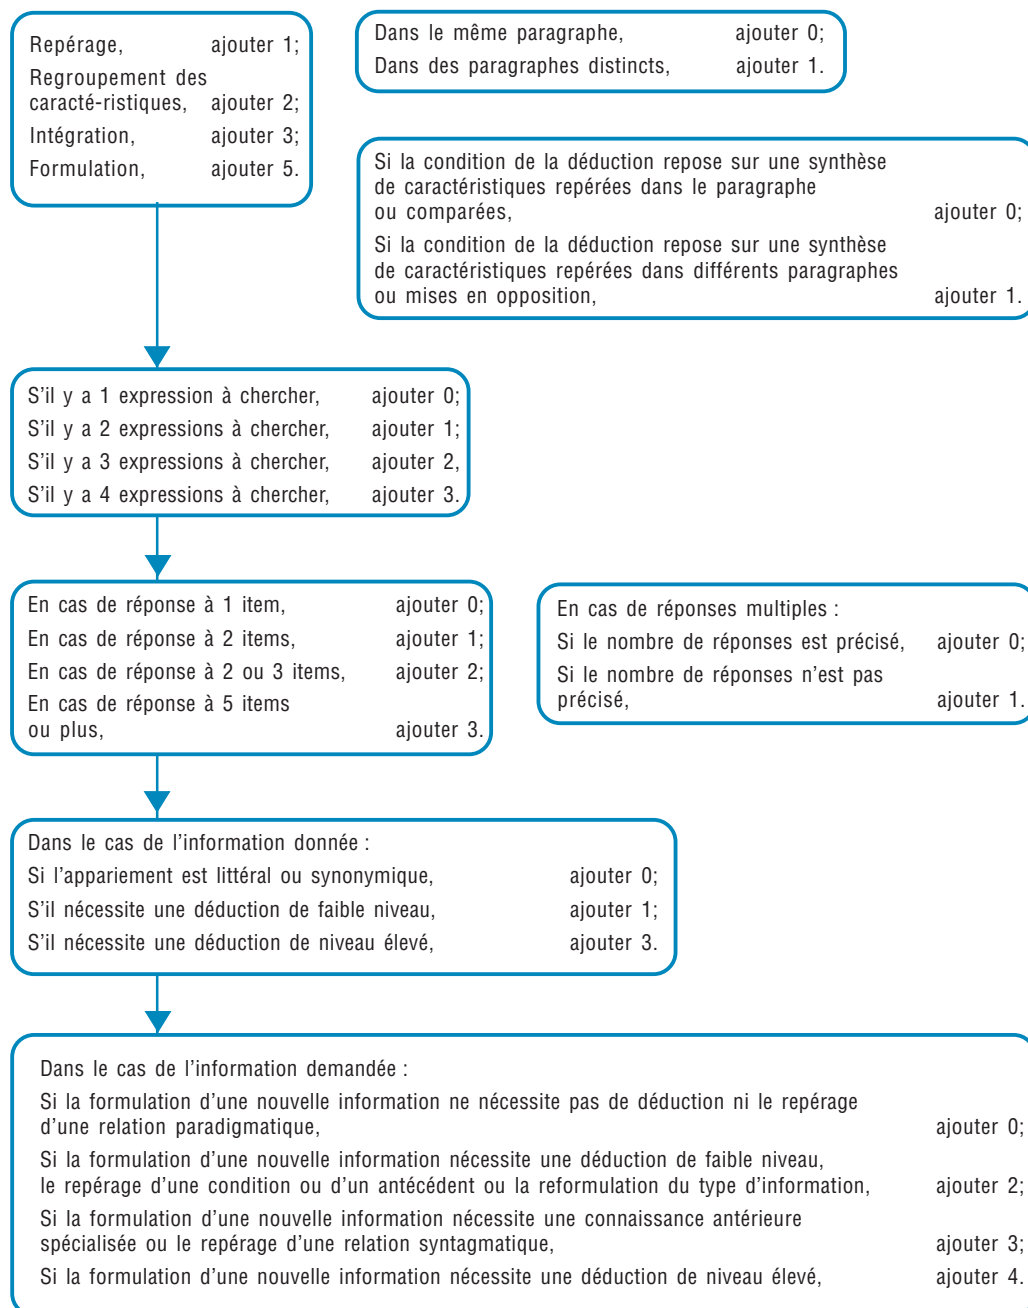 Repérage, ajouter 1;
Regroupement des
caracté-ristiques, ajouter 2;
Intégration, ajouter 3;
Formulation, ajouter 5.
Dans le même paragraphe, ajouter 0;
Dans des paragraphes distincts, ajouter 1.
Si la condition de la déduction repose sur une synthèse
de caractéristiques repérées dans le paragraphe
ou comparées, ajouter 0;
Si la condition de la déduction repose sur une synthèse
de caractéristiques repérées dans différents paragraphes
ou mises en opposition, ajouter 1.
S'il y a 1 expression à chercher, ajouter 0;
S'il y a 2 expressions à chercher, ajouter 1;
S'il y a 3 expressions à chercher, ajouter 2,
S'il y a 4 expressions à chercher, ajouter 3.
En cas de réponse à 1 item, ajouter 0;
En cas de réponse à 2 items, ajouter 1;
En cas de réponse à 2 ou 3 items, ajouter 2;
En cas de réponse à 5 items
ou plus, ajouter 3.
En cas de réponses multiples :
Si le nombre de réponses est précisé, ajouter 0;
Si le nombre de réponses n'est pas
précisé, ajouter 1.
Dans le cas de l'information donnée :
Si l'appariement est littéral ou synonymique, ajouter 0;
S'il nécessite une déduction de faible niveau, ajouter 1;
S'il nécessite une déduction de niveau élevé, ajouter 3.
Dans le cas de l'information demandée :
Si la formulation d'une nouvelle information ne nécessite pas de déduction ni le repérage
d'une relation paradigmatique, ajouter 0;
Si la formulation d'une nouvelle information nécessite une déduction de faible niveau,
le repérage d'une condition ou d'un antécédent ou la reformulation du type d'information, ajouter 2;
Si la formulation d'une nouvelle information nécessite une connaissance antérieure
spécialisée ou le repérage d'une relation syntagmatique, ajouter 3;
Si la formulation d'une nouvelle information nécessite une déduction de niveau élevé, ajouter 4.